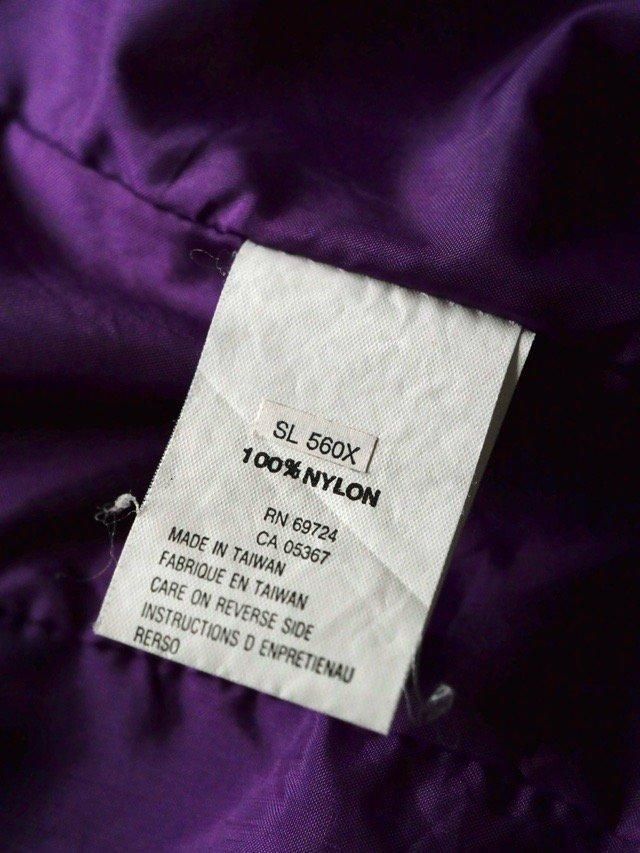 SL 560X
100% NYLON
RN 69724
CA 05367
MADE IN TAIWAN
FABRIQUE EN TAIWAN
CARE ON REVERSE SIDE
INSTRUCTIONS D ENPRETIENAU
RERSO